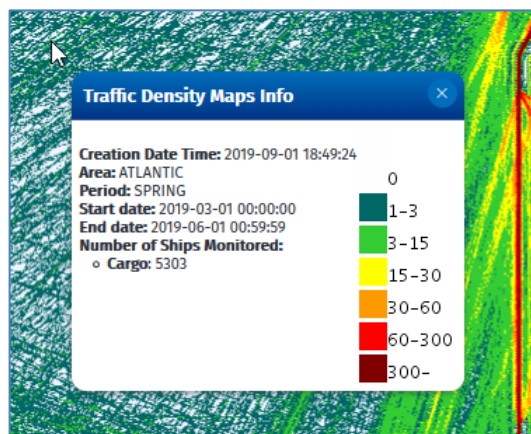 Traffic Density Maps Info
Creation Date Time: 2019-09-01 18:49:24
Area: ATLANTIC
Period: SPRING
Start date: 2019-03-01 00:00:00
End date: 2019-06-01 00:59:59
Number of Ships Monitored:
Cargo: 5303
0
1-3
3-15
15-30
30-60
60-300
300-